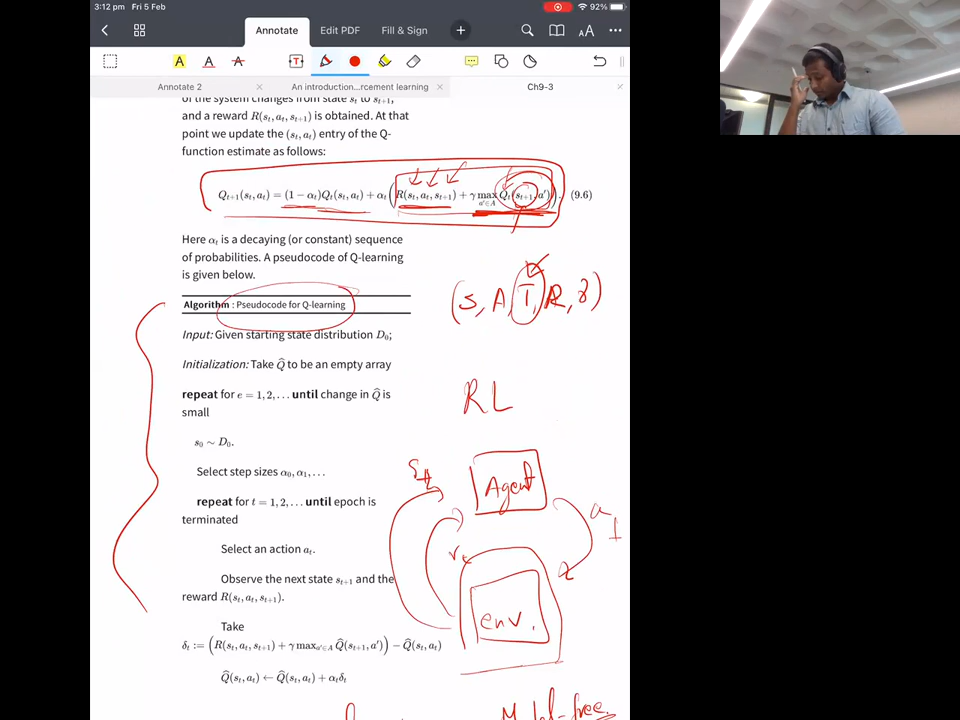 3:12 pm Fri 5 Feb
92%
Annotate
Edit PDF
Fill & Sign
AA
A A A T
Annotate 2
An introduction...rcement learning
Ch9-3
of the system changes from state s_t to s_{t+1},
and a reward R(s_t, a_t, s_{t+1}) is obtained. At that
point we update the (s_t, a_t) entry of the Q-
function estimate as follows:
Q_{t+1}(s_t, a_t) = (1 − α_t)Q_t(s_t, a_t) + α_t(R(s_t, a_t, s_{t+1}) + γ max_{a'∈A} Q_t(s_{t+1}, a')). (9.6)
Here α_t is a decaying (or constant) sequence
of probabilities. A pseudocode of Q-learning
is given below.
Algorithm : Pseudocode for Q-learning
(S, A, T, R, γ)
Input: Given starting state distribution D_0;
Initialization: Take Q̂ to be an empty array
repeat for e = 1, 2, … until change in Q̂ is
small
RL
s_0 ∼ D_0.
Select step sizes α_0, α_1, …
Agent
repeat for t = 1, 2, … until epoch is
terminated
Select an action a_t.
r_t
Observe the next state s_{t+1} and the
reward R(s_t, a_t, s_{t+1}).
env.
Take
δ_t := (R(s_t, a_t, s_{t+1}) + γ max_{a'∈A} Q̂(s_{t+1}, a')) − Q̂(s_t, a_t)
Q̂(s_t, a_t) ← Q̂(s_t, a_t) + α_t δ_t
Model-free